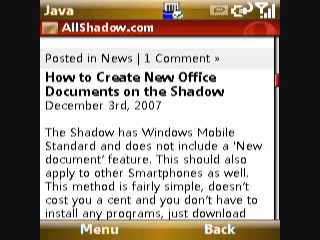 Java
AllShadow.com
Posted in News | 1 Comment »
How to Create New Office
Documents on the Shadow
December 3rd, 2007
The Shadow has Windows Mobile
Standard and does not include a 'New
document' feature. This should also
apply to other Smartphones as well.
This method is fairly simple, doesn't
cost you a cent and you don't have to
install any programs, just download
Menu
Back